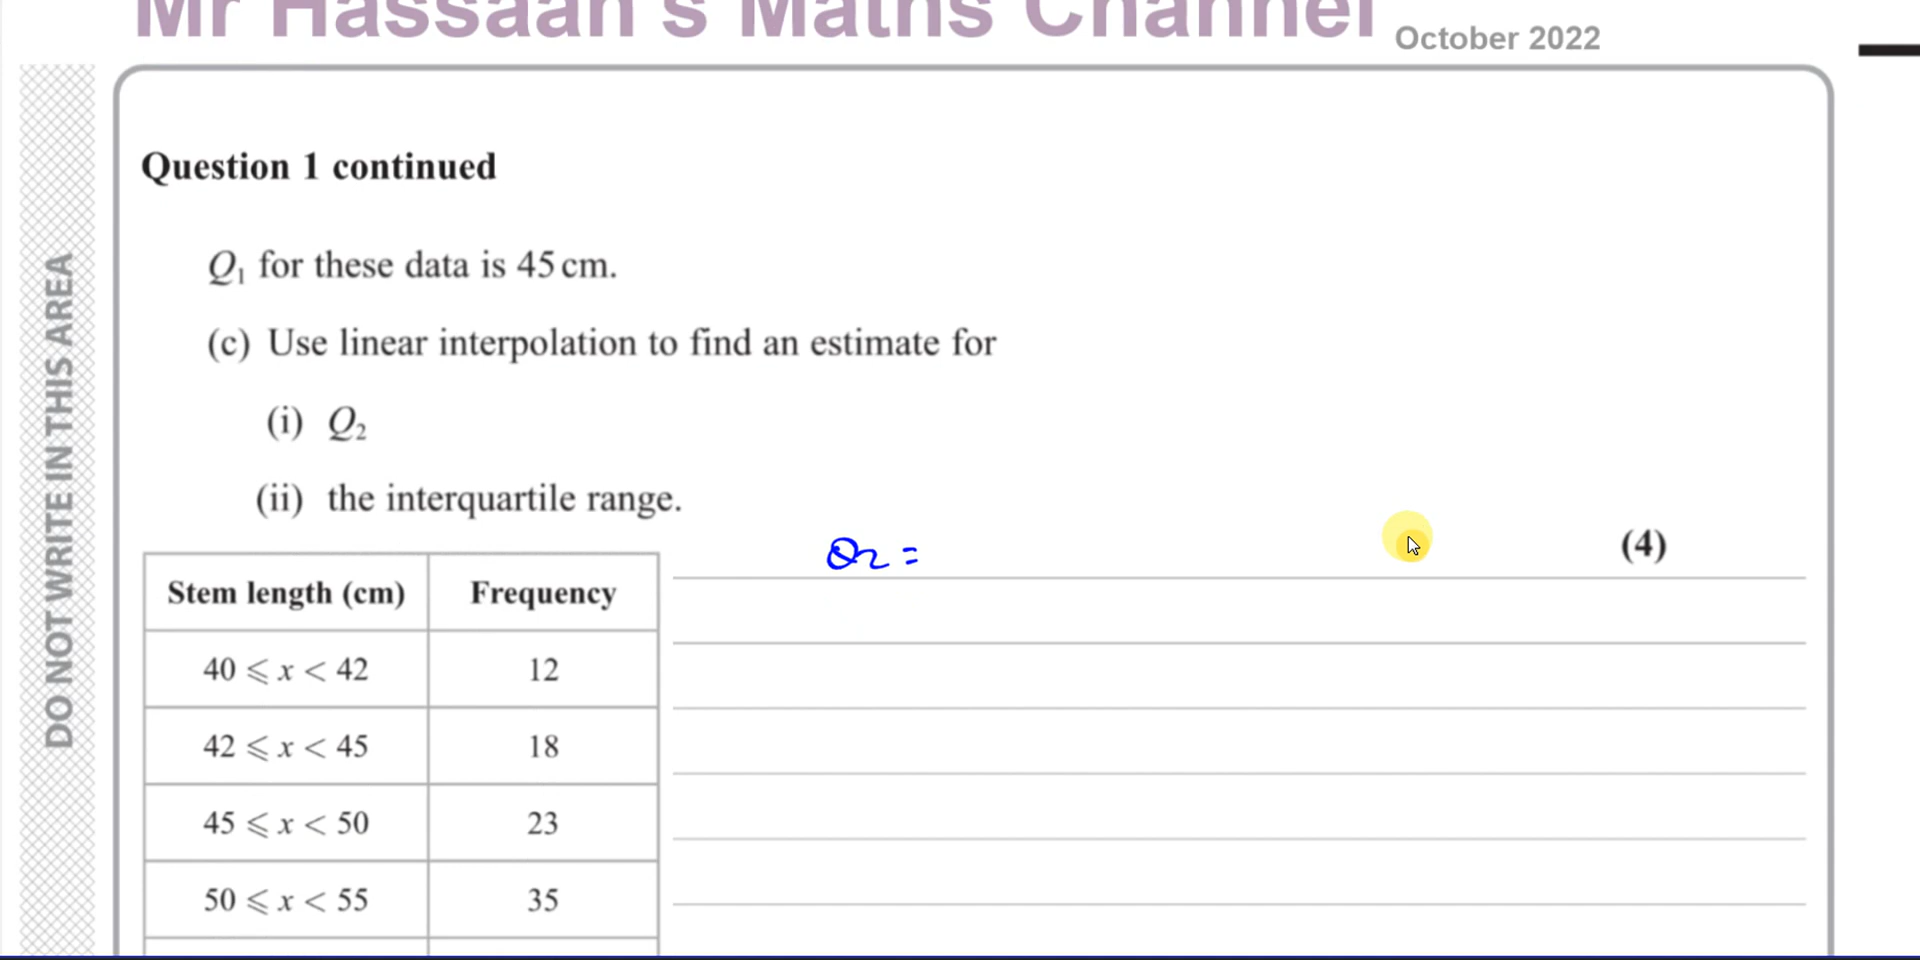 Mr Hassaan's Maths Channel
October 2022
DO NOT WRITE IN THIS AREA
Question 1 continued
Q₁ for these data is 45 cm.
(c) Use linear interpolation to find an estimate for
(i) Q₂
(ii) the interquartile range.
(4)
Q₂ =
Stem length (cm) Frequency
40 ⩽ x < 42 12
42 ⩽ x < 45 18
45 ⩽ x < 50 23
50 ⩽ x < 55 35